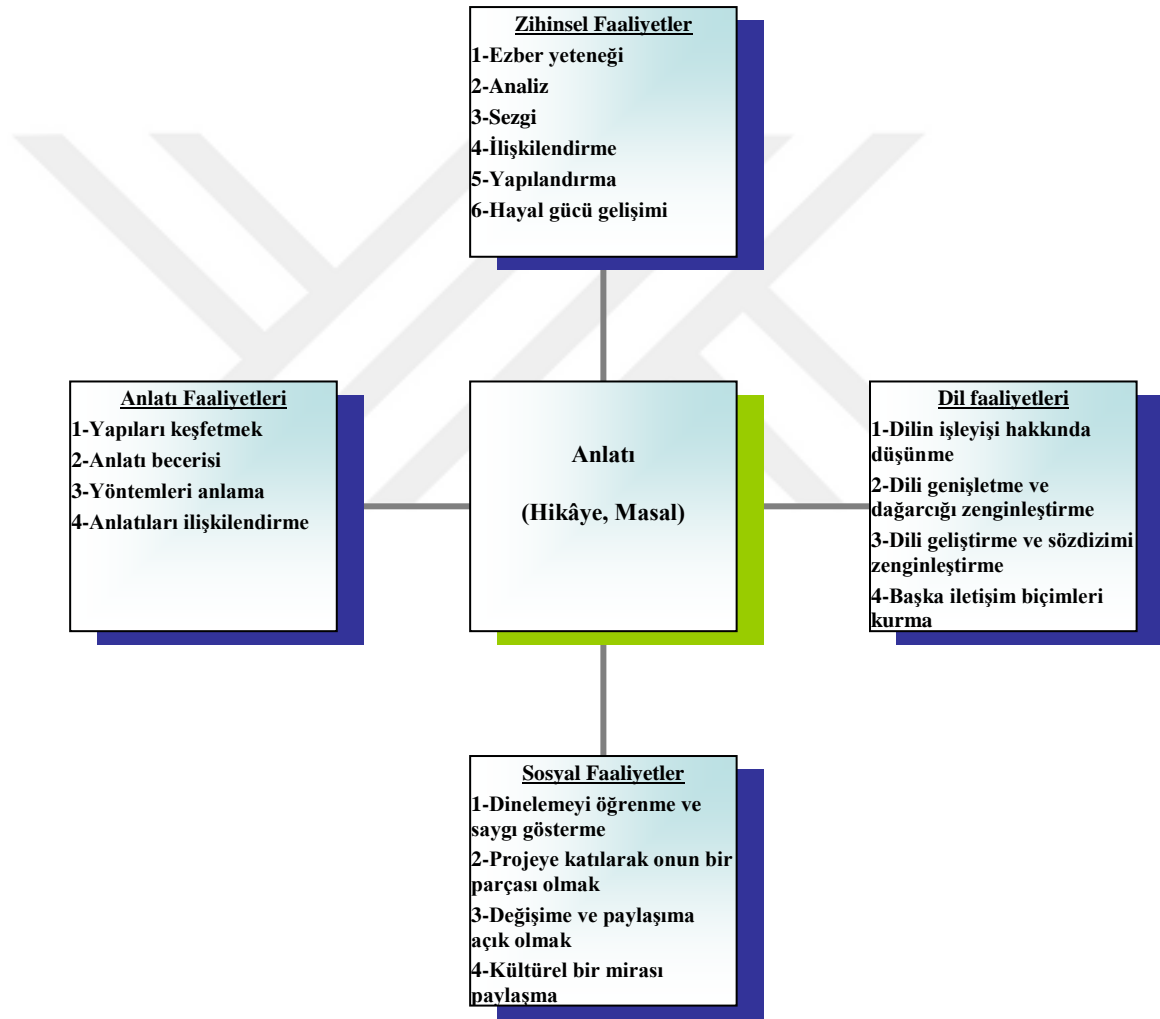 Zihinsel Faaliyetler
1-Ezber yeteneği
2-Analiz
3-Sezgi
4-İlişkilendirme
5-Yapılandırma
6-Hayal gücü gelişimi
Anlatı Faaliyetleri
1-Yapıları keşfetmek
2-Anlatı becerisi
3-Yöntemleri anlama
4-Anlatıları ilişkilendirme
Anlatı
(Hikâye, Masal)
Dil faaliyetleri
1-Dilin işleyişi hakkında
düşünme
2-Dili genişletme ve
dağarcığı zenginleştirme
3-Dili geliştirme ve sözdizimi
zenginleştirme
4-Başka iletişim biçimleri
kurma
Sosyal Faaliyetler
1-Dinelemeyi öğrenme ve
saygı gösterme
2-Projeye katılarak onun bir
parçası olmak
3-Değişime ve paylaşıma
açık olmak
4-Kültürel bir mirası
paylaşma